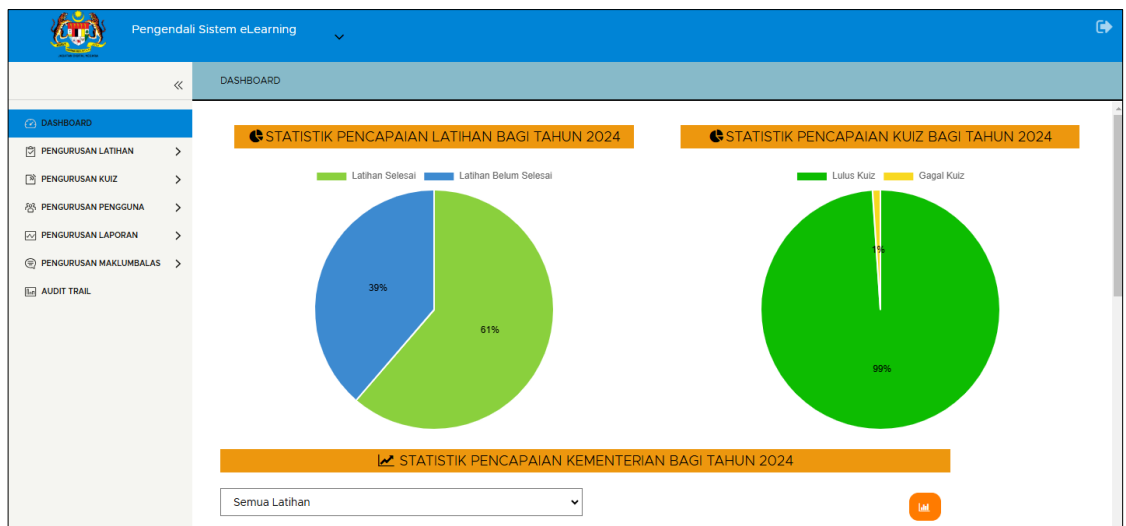 Pengendali Sistem eLearning
DASHBOARD
DASHBOARD
PENGURUSAN LATIHAN
PENGURUSAN KUIZ
PENGURUSAN PENGGUNA
PENGURUSAN LAPORAN
PENGURUSAN MAKLUMBALAS
AUDIT TRAIL
STATISTIK PENCAPAIAN LATIHAN BAGI TAHUN 2024
Latihan Selesai Latihan Belum Selesai
39%
61%
STATISTIK PENCAPAIAN KUIZ BAGI TAHUN 2024
Lulus Kuiz Gagal Kuiz
1%
99%
STATISTIK PENCAPAIAN KEMENTERIAN BAGI TAHUN 2024
Semua Latihan